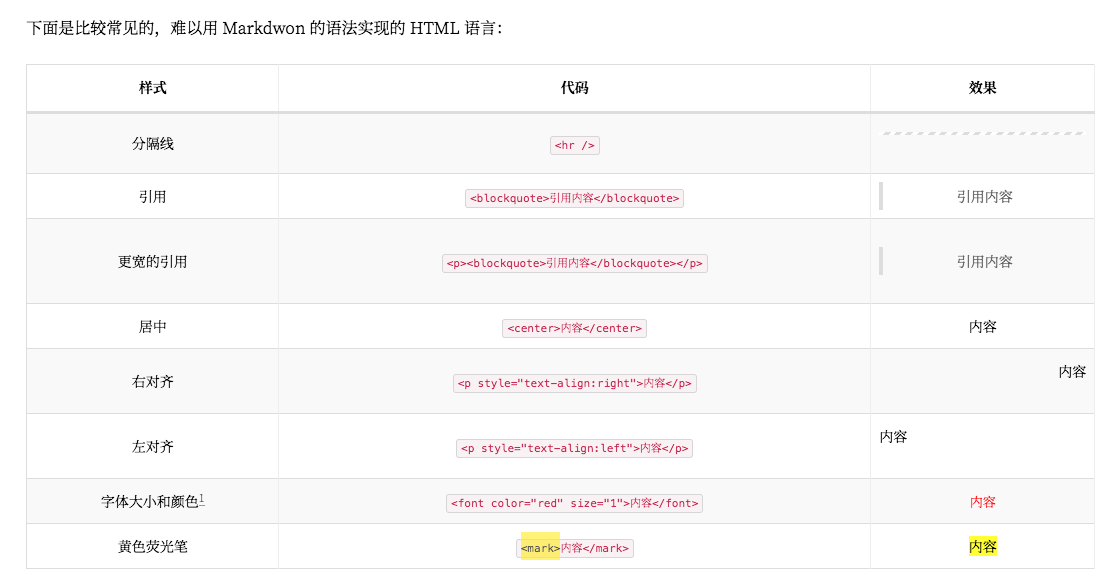 下面是比较常见的，难以用 Markdwon 的语法实现的 HTML 语言：
样式 代码 效果
分隔线 <hr />
引用 <blockquote>引用内容</blockquote> 引用内容
更宽的引用 <p><blockquote>引用内容</blockquote></p> 引用内容
居中 <center>内容</center> 内容
右对齐 <p style="text-align:right">内容</p> 内容
左对齐 <p style="text-align:left">内容</p> 内容
字体大小和颜色1 <font color="red" size="1">内容</font> 内容
黄色荧光笔 <mark>内容</mark> 内容